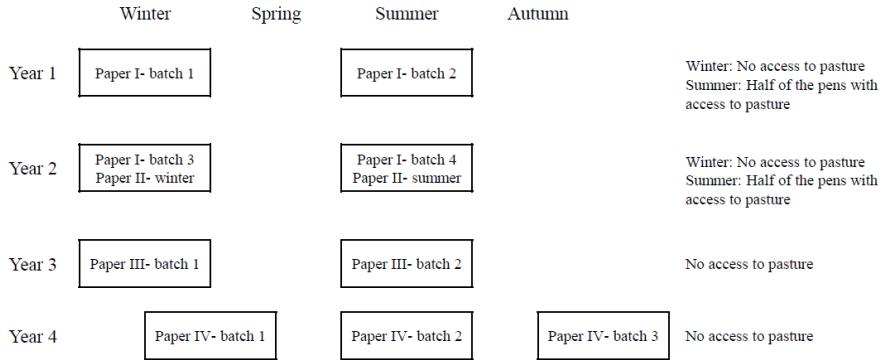 Winter Spring Summer Autumn
Year 1
Paper I- batch 1
Paper I- batch 2
Winter: No access to pasture
Summer: Half of the pens with
access to pasture
Year 2
Paper I- batch 3
Paper II- winter
Paper I- batch 4
Paper II- summer
Winter: No access to pasture
Summer: Half of the pens with
access to pasture
Year 3
Paper III- batch 1
Paper III- batch 2
No access to pasture
Year 4
Paper IV- batch 1
Paper IV- batch 2
Paper IV- batch 3
No access to pasture